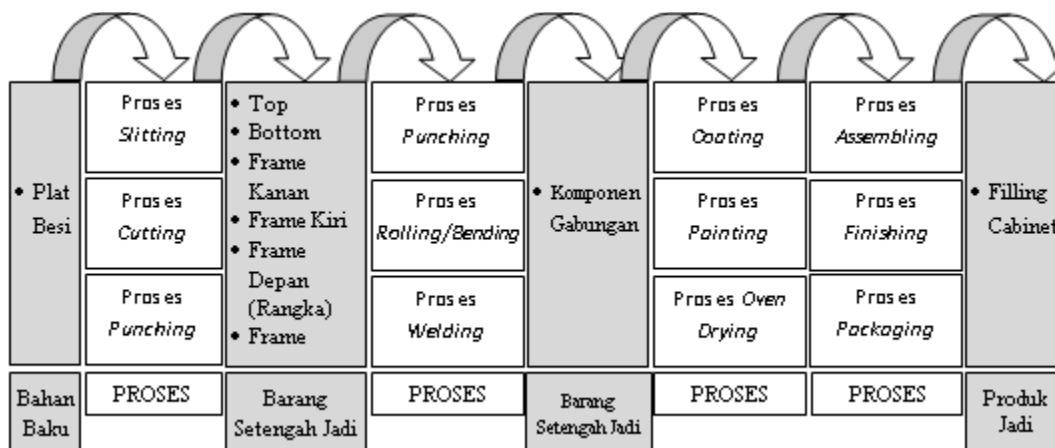 • Plat
Besi
Proses
Slitting
Proses
Cutting
Proses
Punching
• Top
• Bottom
• Frame
Kanan
• Frame Kiri
• Frame
Depan
(Rangka)
• Frame
Proses
Punching
Proses
Rolling/Bending
Proses
Welding
• Komponen
Gabungan
Proses
Coating
Proses
Painting
Proses Oven
Drying
Proses
Assembling
Proses
Finishing
Proses
Packaging
• Filling
Cabinet
Bahan
Baku
PROSES
Barang
Setengah Jadi
PROSES
Barang
Setengah Jadi
PROSES
PROSES
Produk
Jadi